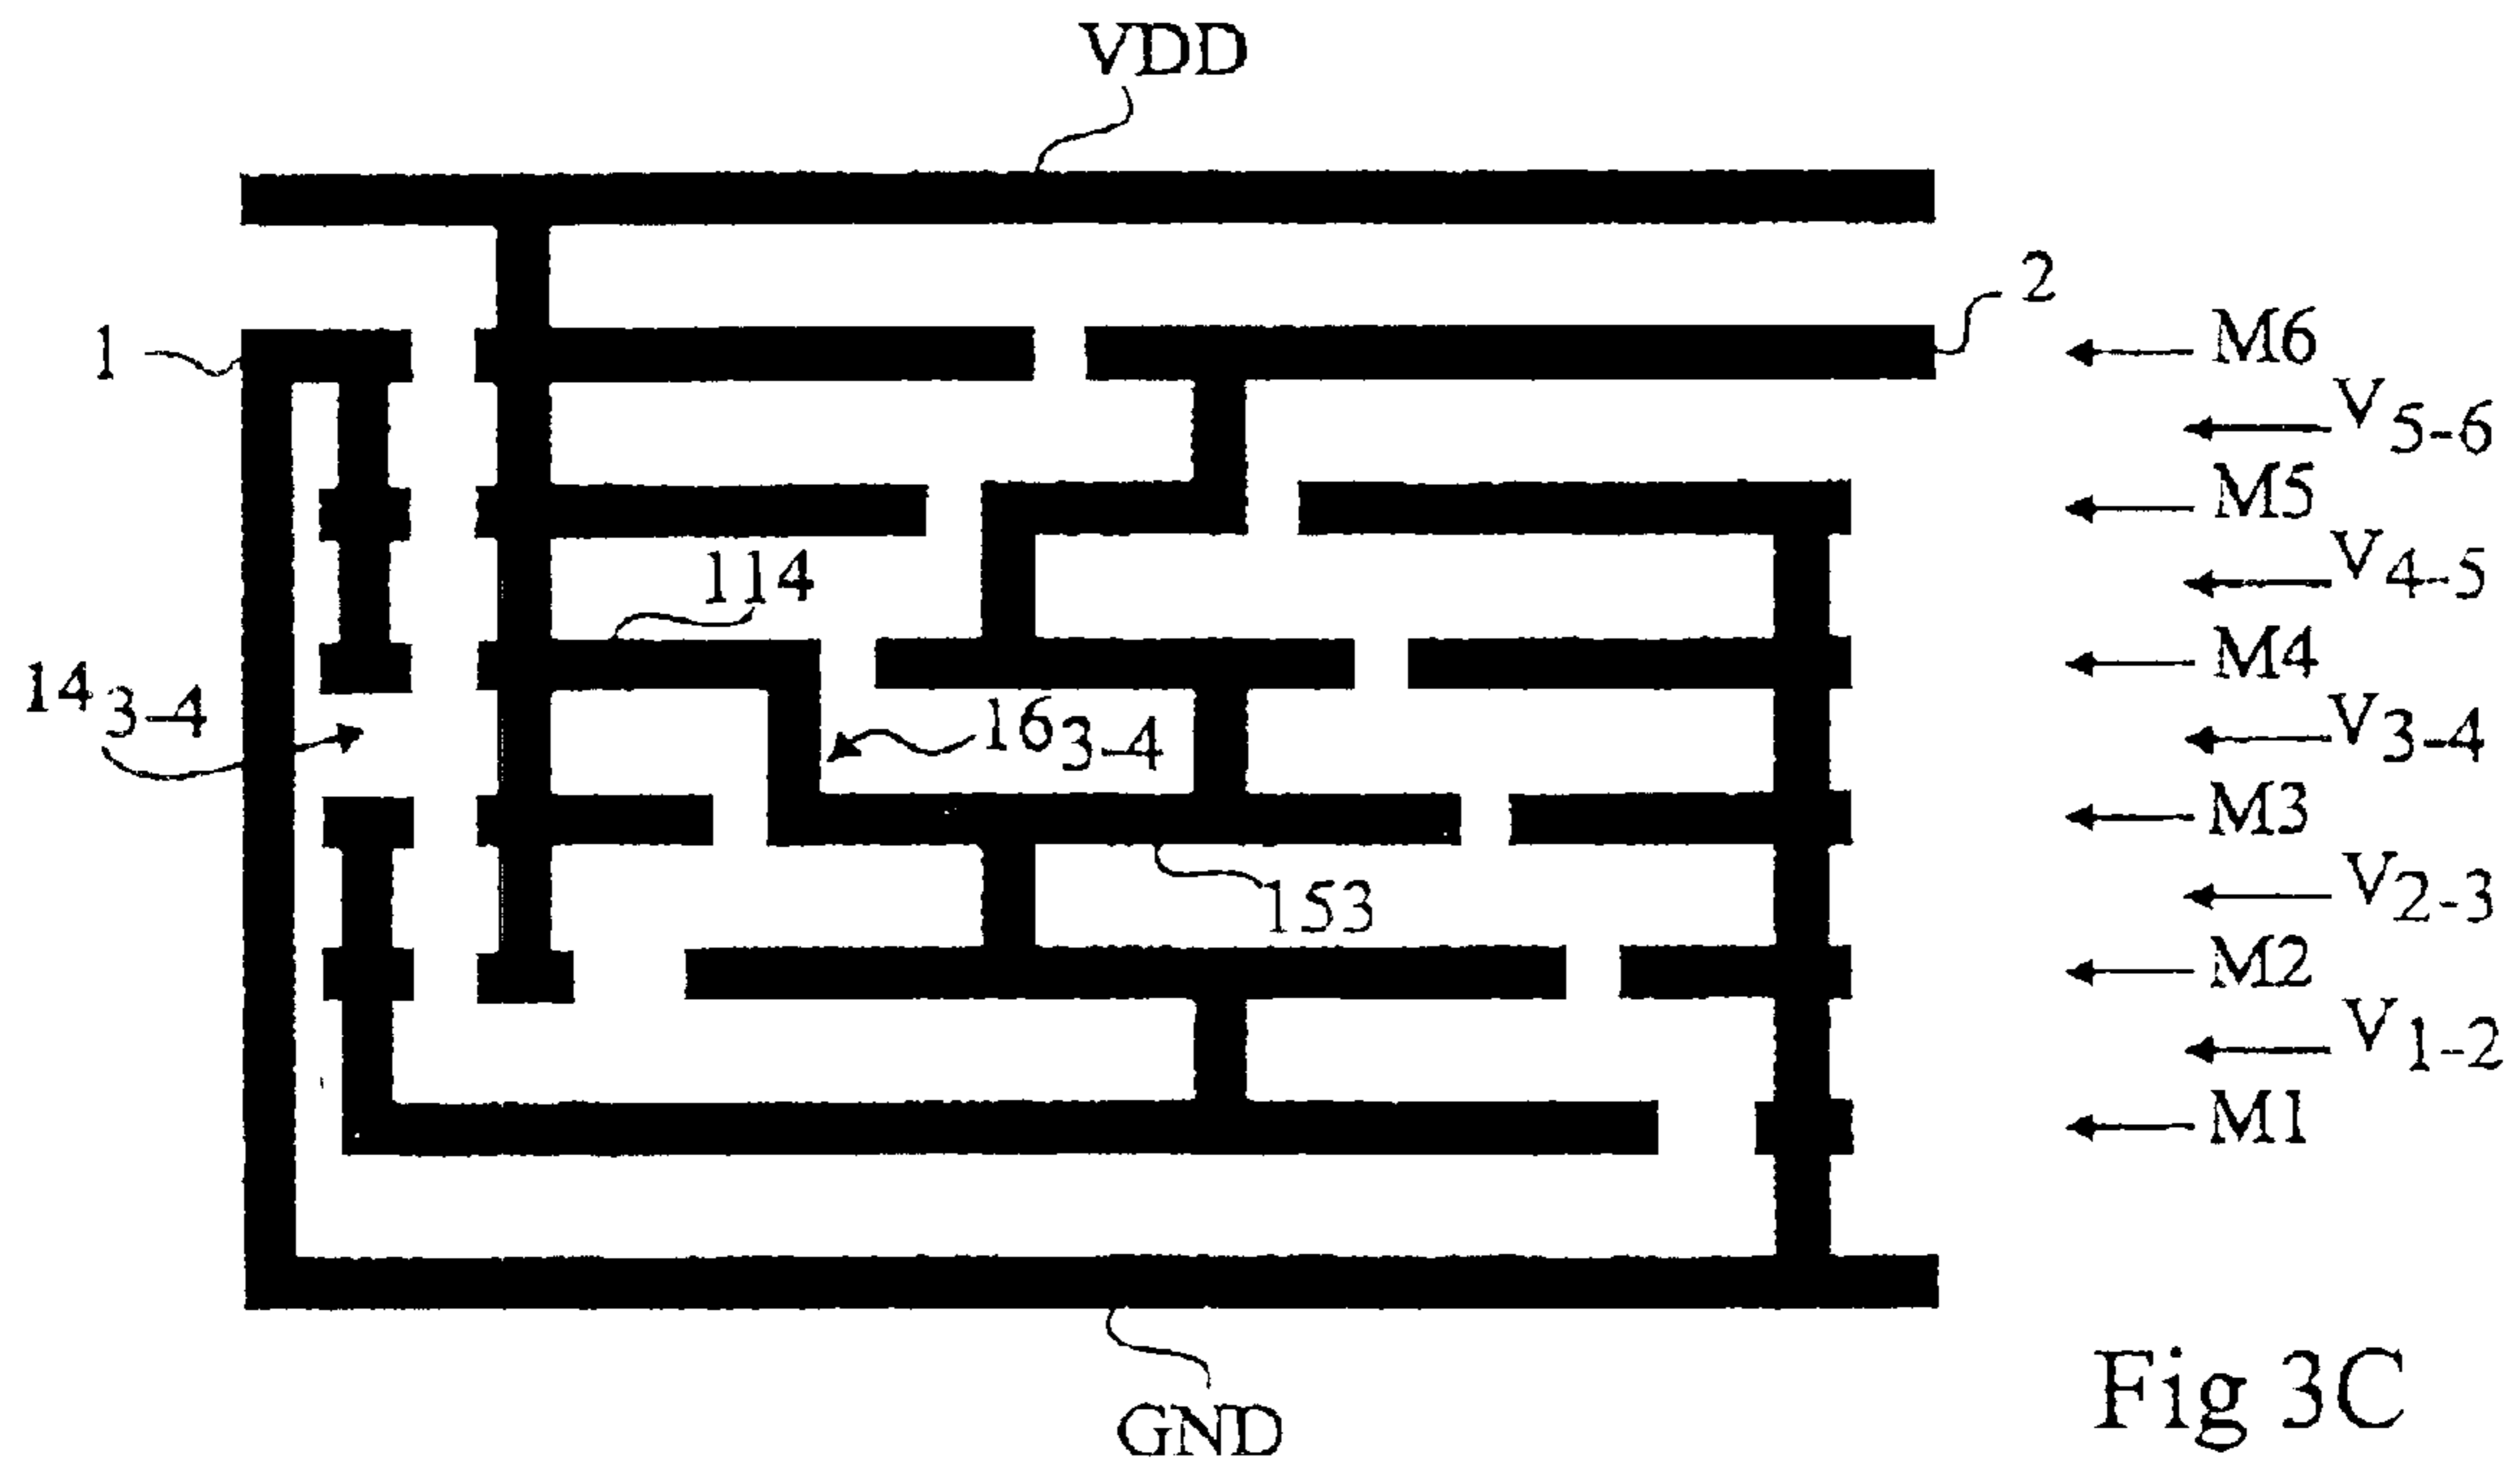 VDD
2
1
M6
V5-6
M5
V4-5
114
M4
143-4
163-4
V3-4
M3
153
V2-3
M2
V1-2
M1
GND
Fig 3C